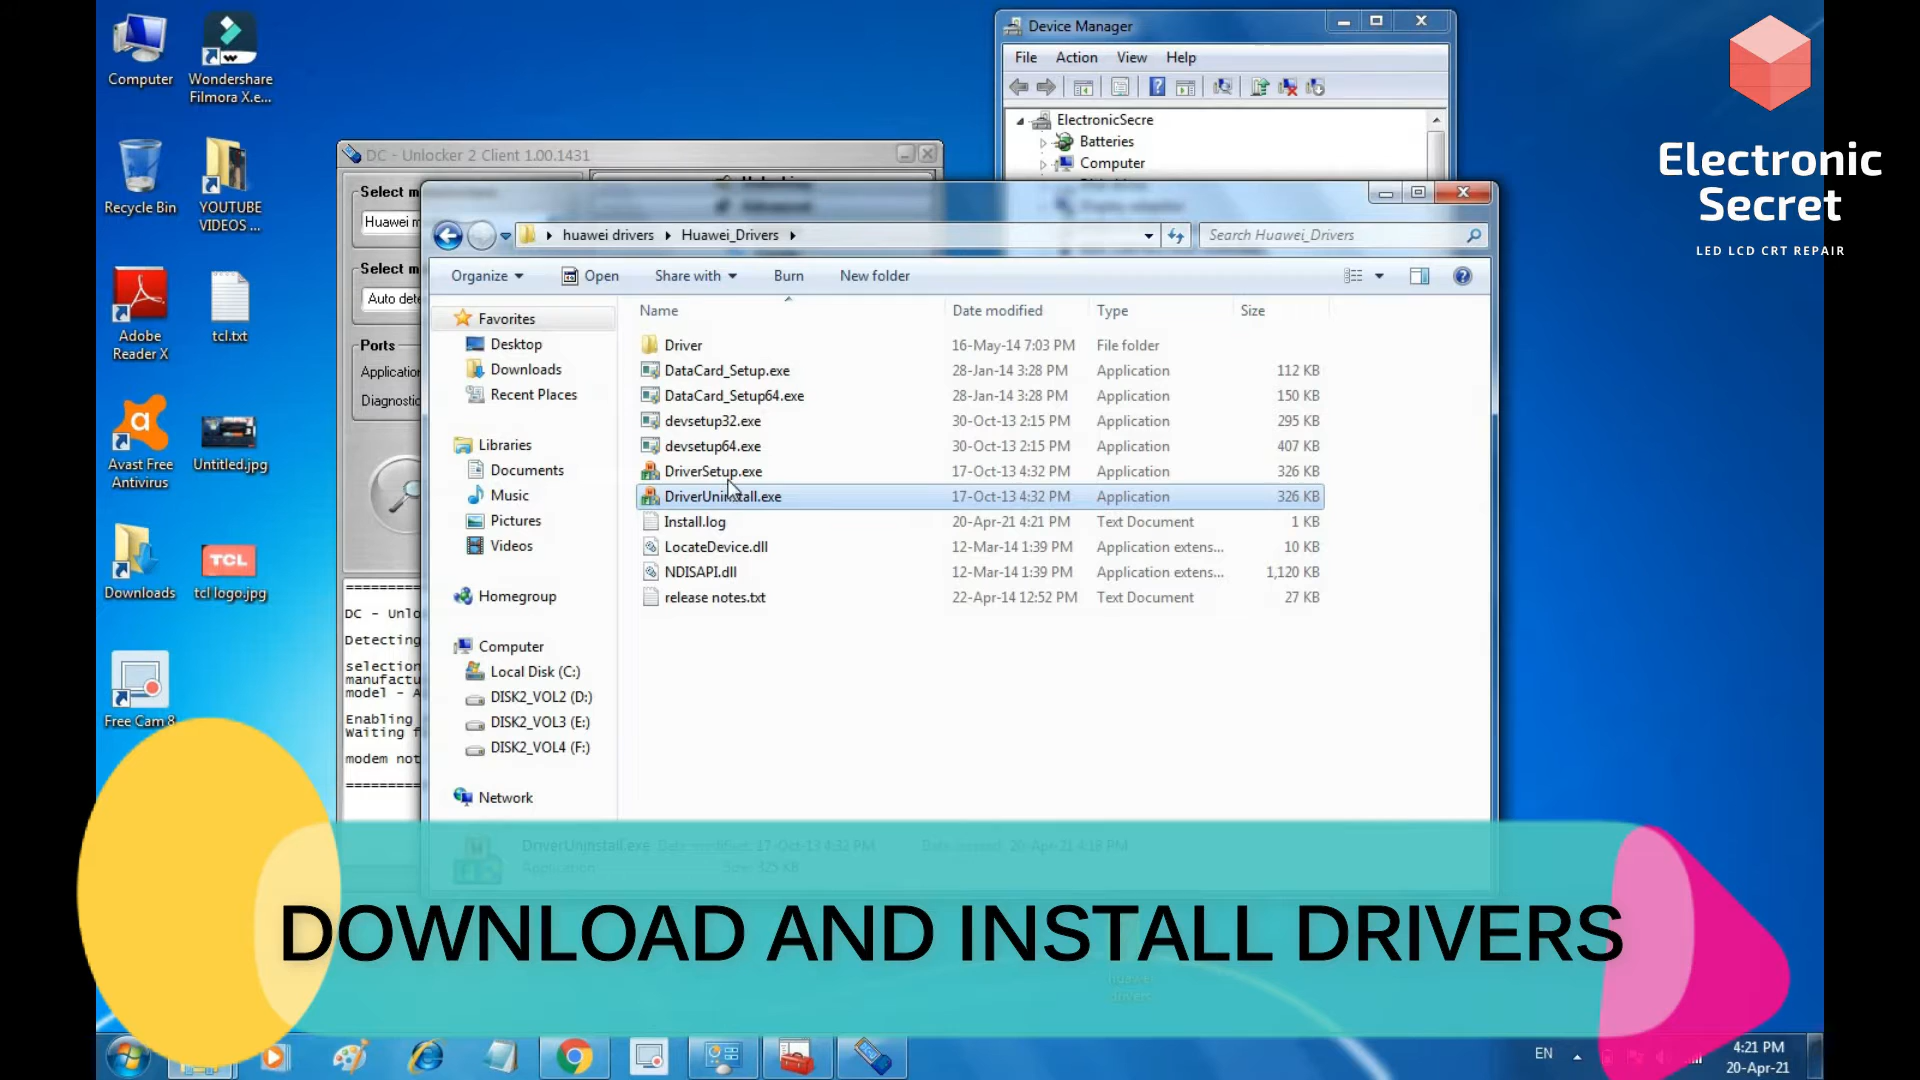 Computer
Wondershare
Filmora X.e...
Recycle Bin
YOUTUBE
VIDEOS ...
Adobe
Reader X
tcl.txt
Avast Free
Antivirus
Untitled.jpg
Downloads
TCL
tcl logo.jpg
Free Cam 8
Device Manager
File Action View Help
ElectronicSecre
Batteries
Computer
Electronic
Secret
LED LCD CRT REPAIR
DC - Unlocker 2 Client 1.00.1431
Select m
Huawei m
Select m
Auto dete
Ports
Application
Diagnostic
DC - Unlo
Detecting
selection
manufactu
model - A
Enabling
Waiting f
modem not
huawei drivers Huawei_Drivers
Search Huawei_Drivers
Organize Open Share with Burn New folder
Favorites
Desktop
Downloads
Recent Places
Libraries
Documents
Music
Pictures
Videos
Homegroup
Computer
Local Disk (C:)
DISK2_VOL2 (D:)
DISK2_VOL3 (E:)
DISK2_VOL4 (F:)
Network
Name Date modified Type Size
Driver 16-May-14 7:03 PM File folder
DataCard_Setup.exe 28-Jan-14 3:28 PM Application 112 KB
DataCard_Setup64.exe 28-Jan-14 3:28 PM Application 150 KB
devsetup32.exe 30-Oct-13 2:15 PM Application 295 KB
devsetup64.exe 30-Oct-13 2:15 PM Application 407 KB
DriverSetup.exe 17-Oct-13 4:32 PM Application 326 KB
DriverUninstall.exe 17-Oct-13 4:32 PM Application 326 KB
Install.log 20-Apr-21 4:21 PM Text Document 1 KB
LocateDevice.dll 12-Mar-14 1:39 PM Application extens... 10 KB
NDISAPI.dll 12-Mar-14 1:39 PM Application extens... 1,120 KB
release notes.txt 22-Apr-14 12:52 PM Text Document 27 KB
DriverUninstall.exe Date modified: 17-Oct-13 4:32 PM Date created: 20-Apr-21 4:18 PM
Application Size: 325 KB
DOWNLOAD AND INSTALL DRIVERS
huawei
drivers
EN
4:21 PM
20-Apr-21